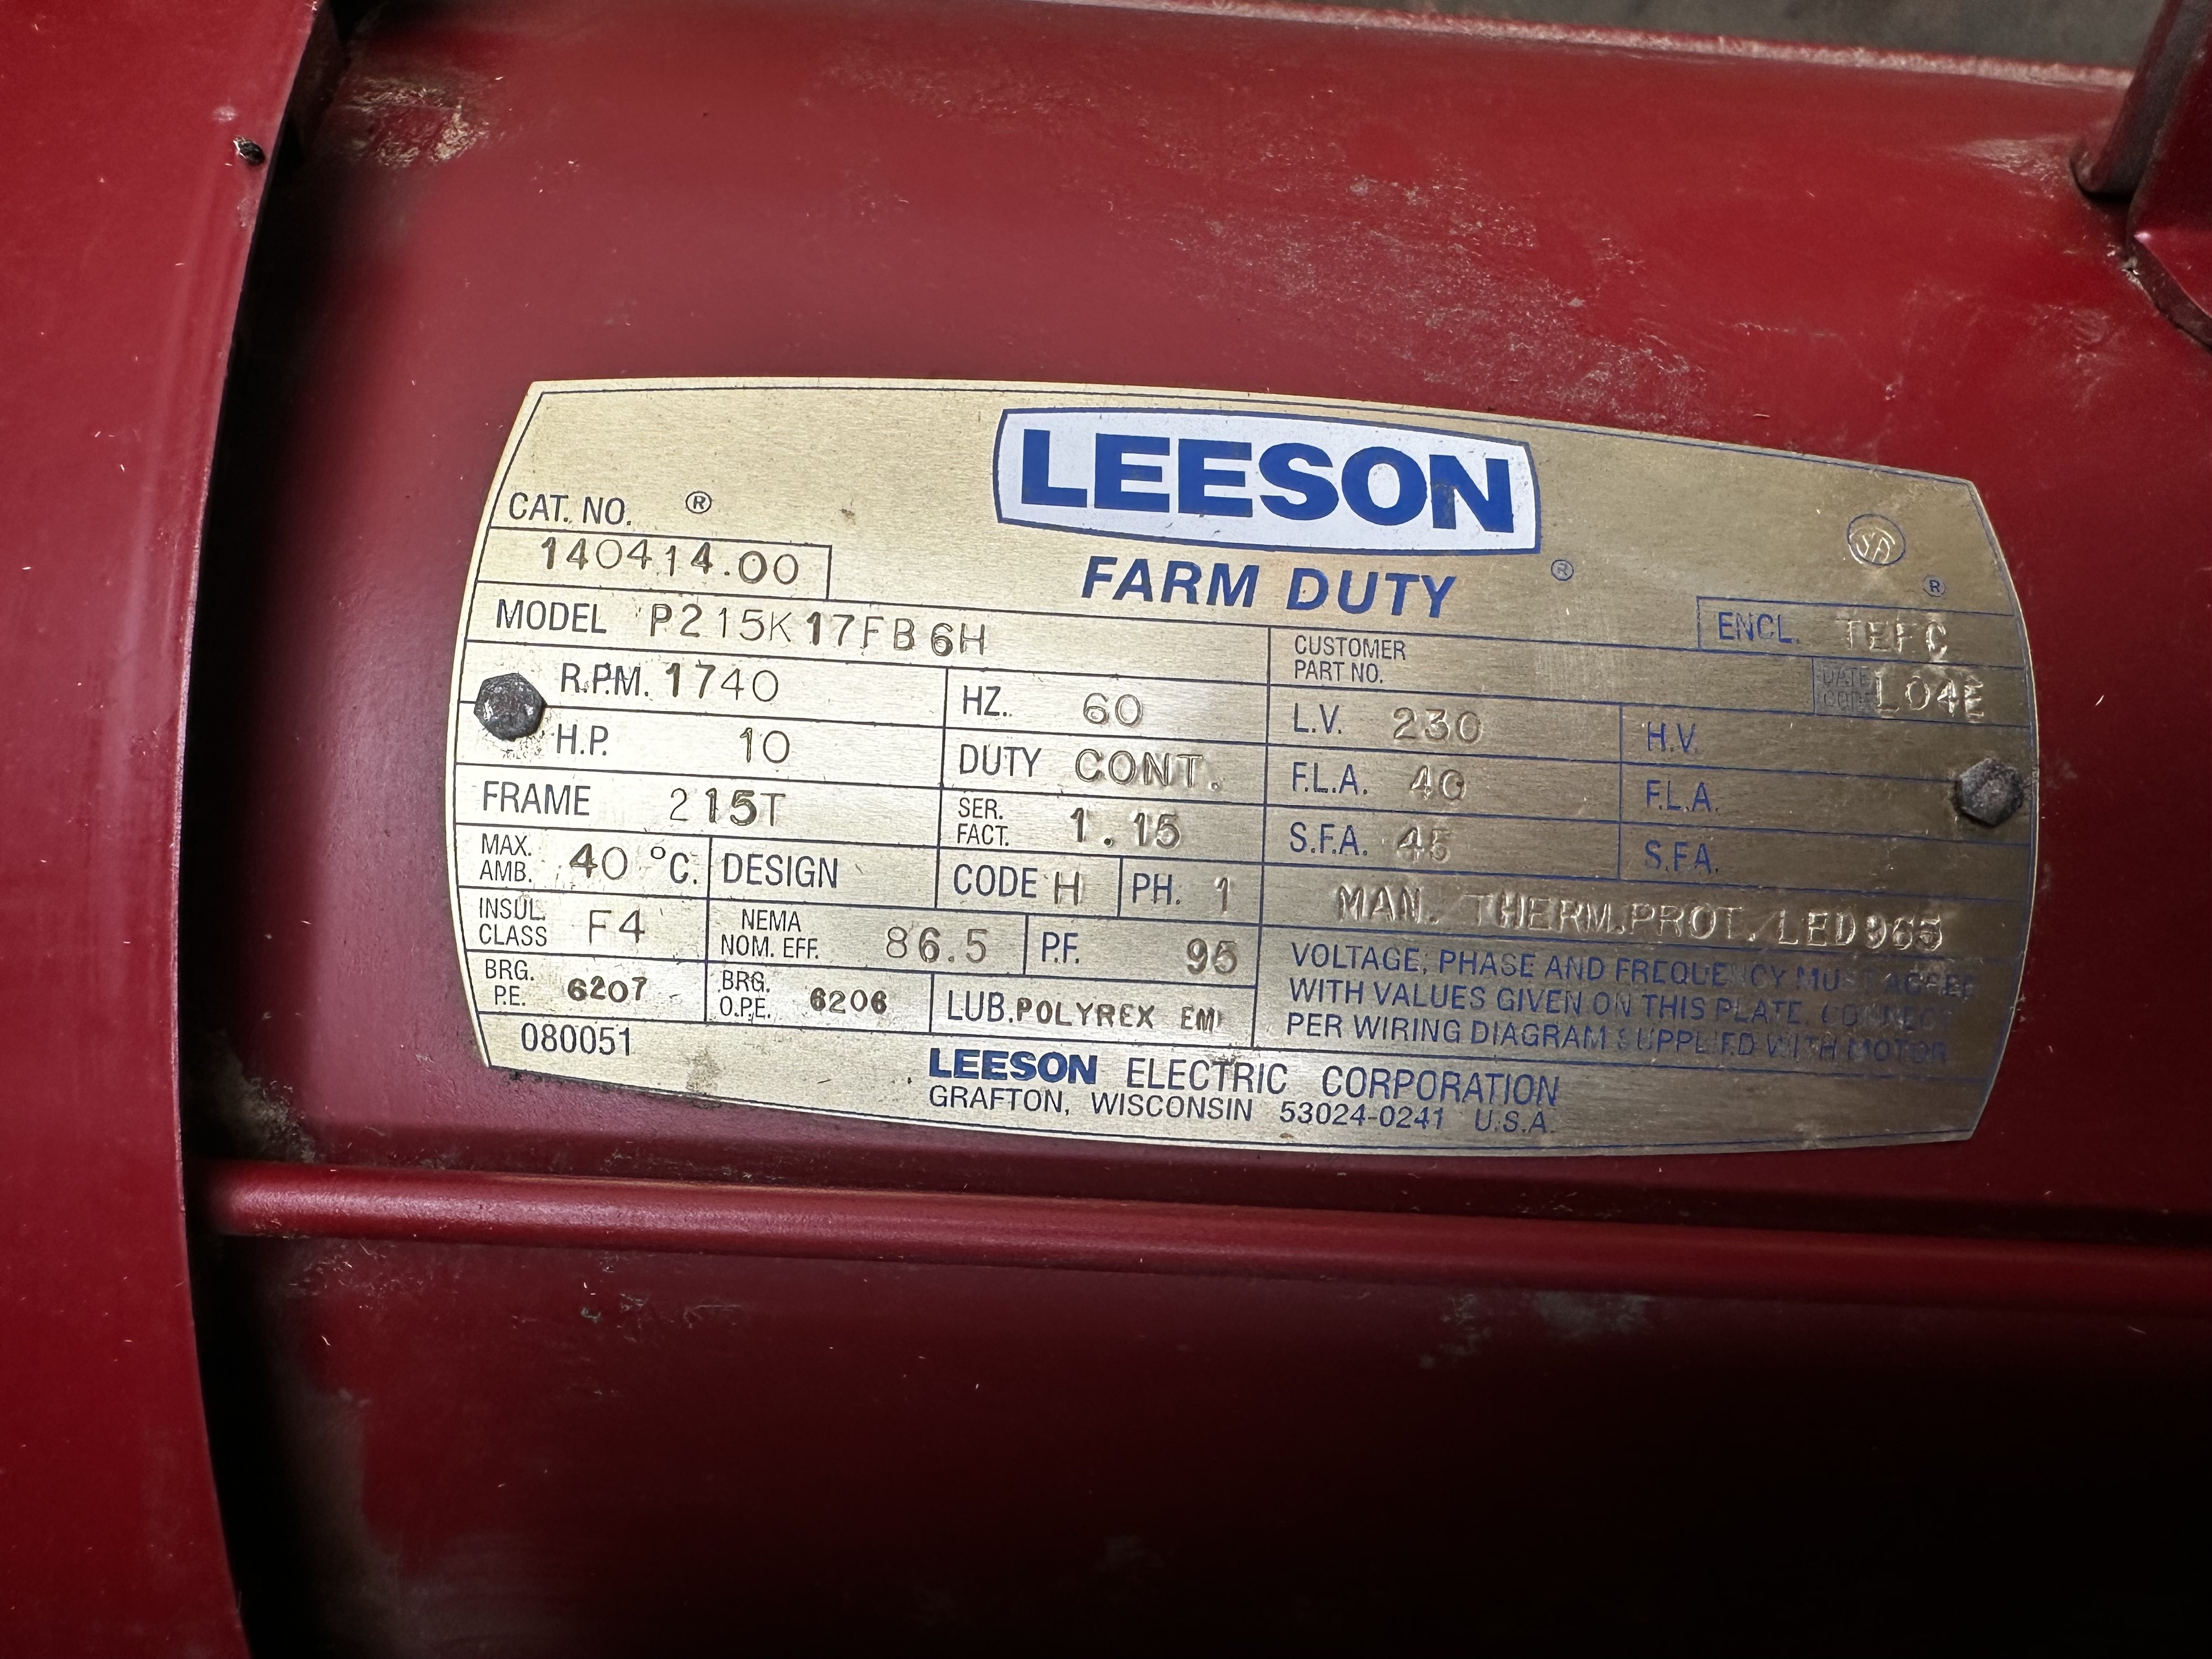 LEESON ®
FARM DUTY
CAT. NO. ®
140414.00
ENCL. TEFC
MODEL P215K17FB6H
CUSTOMER PART NO.
DATE CODE L04E
R.P.M. 1740
HZ. 60
L.V. 230
H.V.
H.P. 10
DUTY CONT.
F.L.A. 40
F.L.A.
FRAME 215T
SER. FACT. 1.15
S.F.A. 45
S.F.A.
MAX. AMB. 40 °C.
DESIGN
CODE H
PH. 1
MAN. THERM.PROT./LED965
INSUL. CLASS F4
NEMA NOM. EFF. 86.5
P.F. 95
VOLTAGE, PHASE AND FREQUENCY MUST AGREE
WITH VALUES GIVEN ON THIS PLATE. CONNECT
PER WIRING DIAGRAM SUPPLIED WITH MOTOR
BRG. P.E. 6207
BRG. O.P.E. 6206
LUB. POLYREX EM
080051
LEESON ELECTRIC CORPORATION
GRAFTON, WISCONSIN 53024-0241 U.S.A.